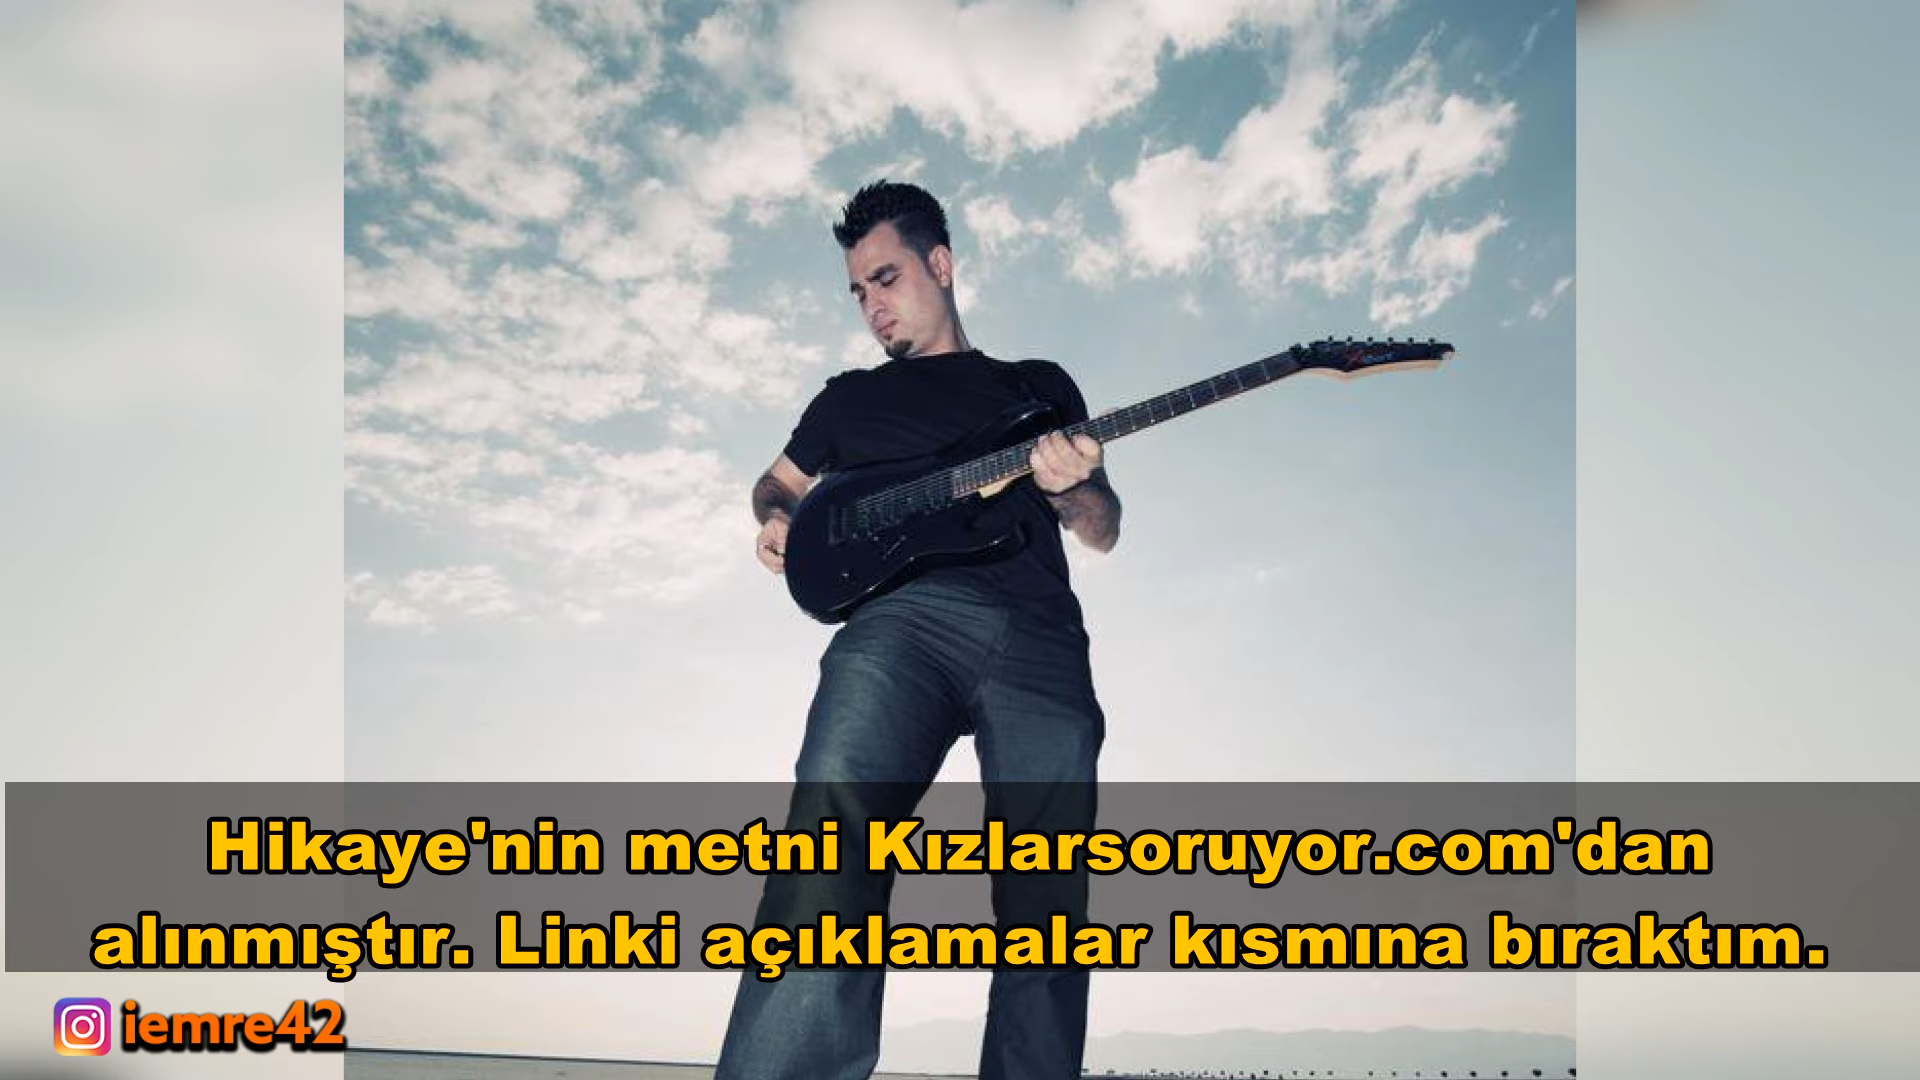 Hikaye'nin metni Kızlarsoruyor.com'dan
alınmıştır. Linki açıklamalar kısmına bıraktım.
iemre42